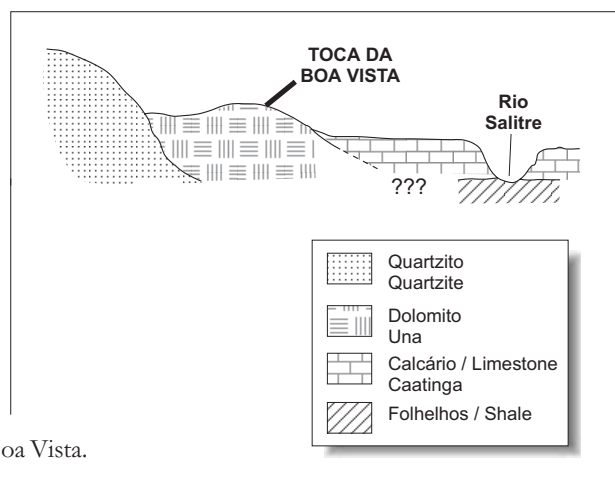 TOCA DA
BOA VISTA
Rio
Salitre
???
Quartzito
Quartzite
Dolomito
Una
Calcário / Limestone
Caatinga
Folhelhos / Shale
oa Vista.